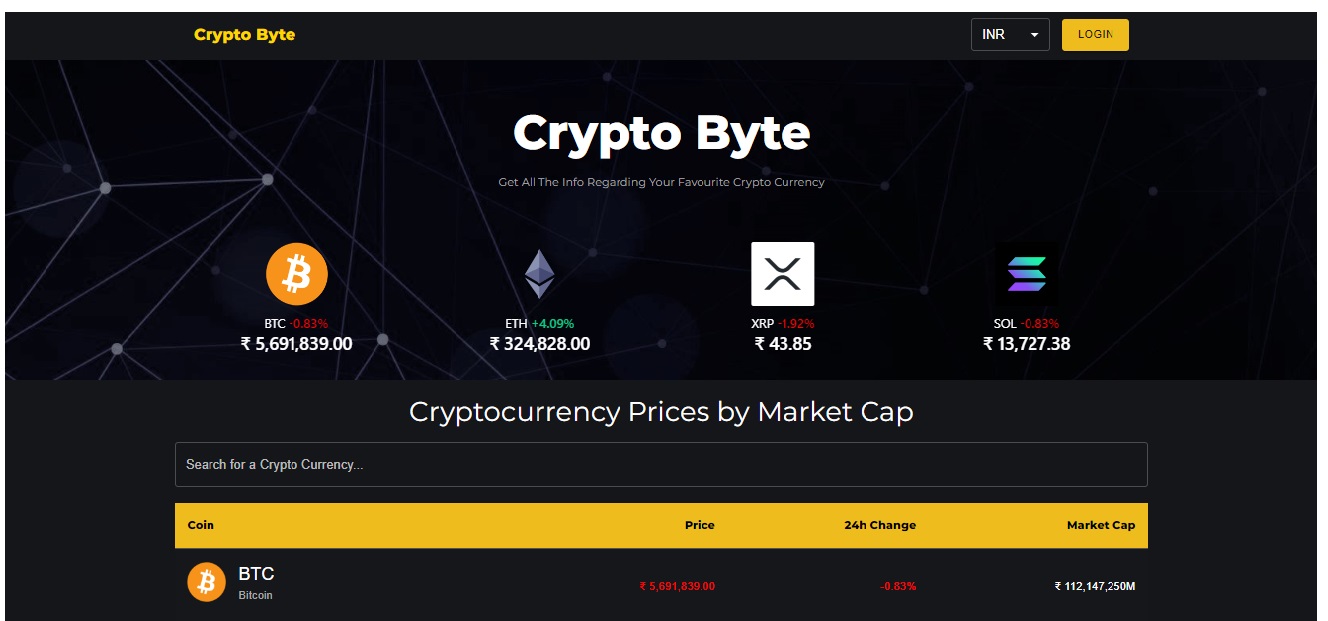 Crypto Byte
INR
LOGIN
Crypto Byte
Get All The Info Regarding Your Favourite Crypto Currency
BTC -0.83%
₹ 5,691,839.00
ETH +4.09%
₹ 324,828.00
XRP -1.92%
₹ 43.85
SOL -0.83%
₹ 13,727.38
Cryptocurrency Prices by Market Cap
Search for a Crypto Currency...
Coin Price 24h Change Market Cap
BTC
Bitcoin
₹ 5,691,839.00 -0.83% ₹ 112,147,250M